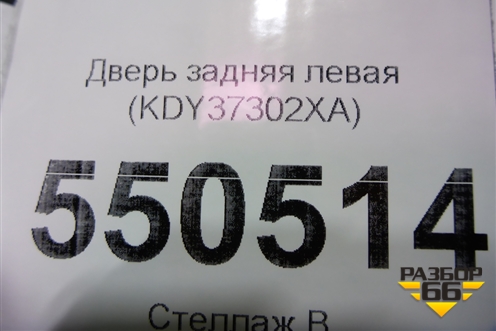 Дверь задняя левая
(KDY37302XA)
550514
Стеллаж В
РАЗБОР
66